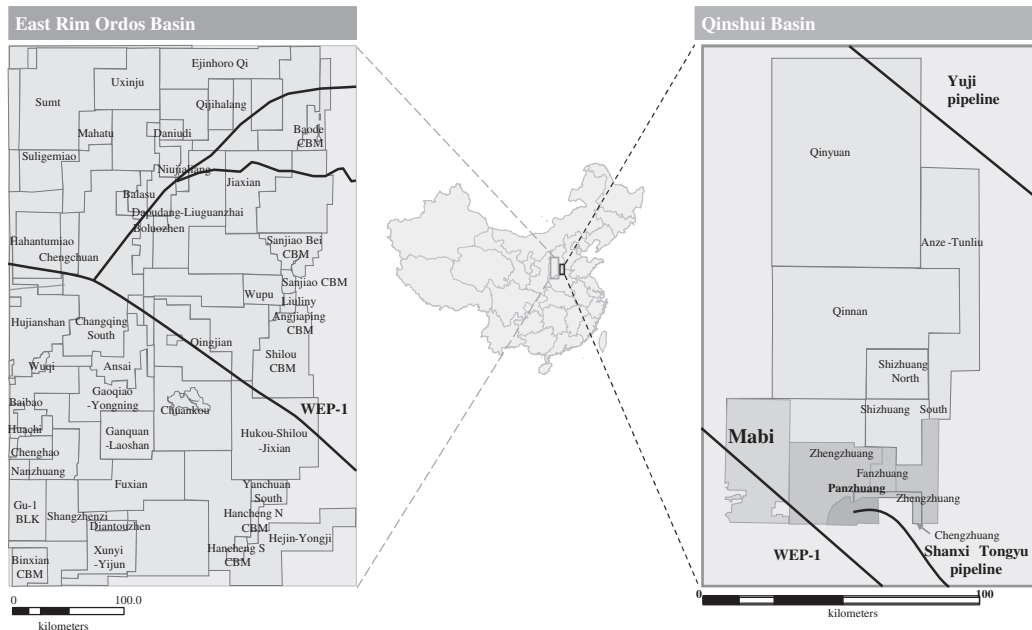 East Rim Ordos Basin
Ejinhoro Qi
Uxinju
Sumt
Qijihalang
Mahatu
Daniudi
Baode
CBM
Suligemiao
Niujialiang
Jiaxian
Balasu
Dapudang-Liuguanzhai
Boluozhen
Hahantumiao
Chengchuan
Sanjiao Bei
CBM
Sanjiao CBM
Wupu
Liuliny
Angjiaping
CBM
Hujianshan
Changqing
South
Qingjian
Shilou
CBM
Wuqi
Ansai
Gaoqiao
-Yongning
Chuankou
WEP-1
Baibao
Huachi
Ganquan
-Laoshan
Hukou-Shilou
-Jixian
Chenghao
Nanzhuang
Fuxian
Yanchuan
South
Gu-1
BLK
Shangzhenzi
Diantouzhen
Hancheng N
CBM
Hejin-Yongji
Hancheng S
CBM
Xunyi
-Yijun
Binxian
CBM
0 100.0
kilometers
Qinshui Basin
Yuji
pipeline
Qinyuan
Anze -Tunliu
Qinnan
Shizhuang
North
Shizhuang South
Mabi
Zhengzhuang
Fanzhuang
Panzhuang
Zhengzhuang
Chengzhuang
WEP-1
Shanxi Tongyu
pipeline
0 100
kilometers